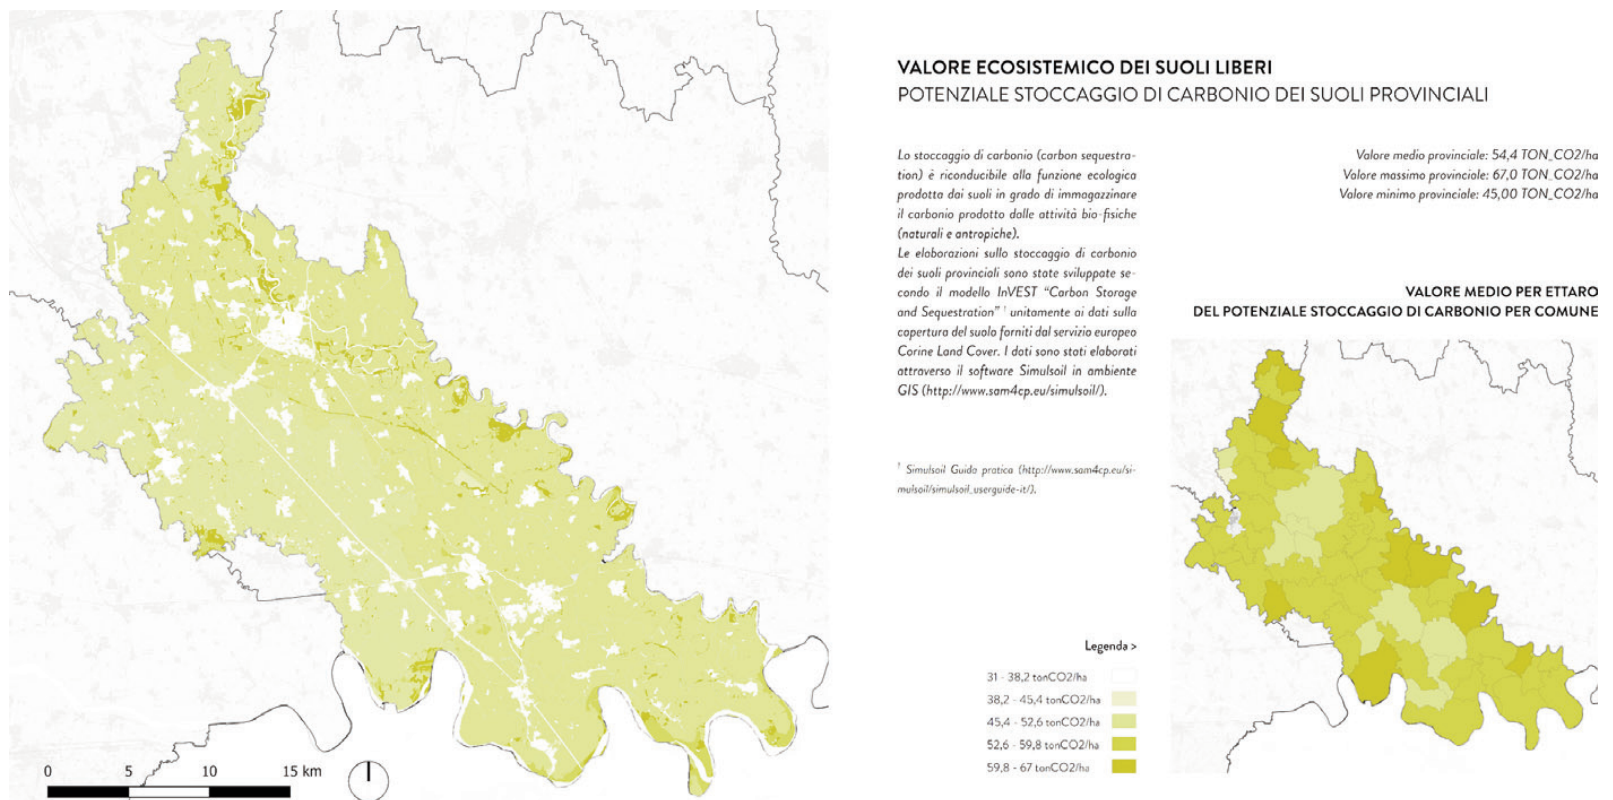 VALORE ECOSISTEMICO DEI SUOLI LIBERI
POTENZIALE STOCCAGGIO DI CARBONIO DEI SUOLI PROVINCIALI
Lo stoccaggio di carbonio (carbon sequestra-
tion) è riconducibile alla funzione ecologica
prodotta dai suoli in grado di immagazzinare
il carbonio prodotto dalle attività bio-fisiche
(naturali e antropiche).
Le elaborazioni sullo stoccaggio di carbonio
dei suoli provinciali sono state sviluppate se-
condo il modello InVEST “Carbon Storage
and Sequestration” ¹ unitamente ai dati sulla
copertura del suolo forniti dal servizio europeo
Corine Land Cover. I dati sono stati elaborati
attraverso il software Simulsoil in ambiente
GIS (http://www.sam4cp.eu/simulsoil/).
¹ Simulsoil Guida pratica (http://www.sam4cp.eu/si-
mulsoil/simulsoil_userguide-it/).
Valore medio provinciale: 54,4 TON_CO2/ha
Valore massimo provinciale: 67,0 TON_CO2/ha
Valore minimo provinciale: 45,00 TON_CO2/ha
VALORE MEDIO PER ETTARO
DEL POTENZIALE STOCCAGGIO DI CARBONIO PER COMUNE
Legenda >
31 - 38,2 tonCO2/ha
38,2 - 45,4 tonCO2/ha
45,4 - 52,6 tonCO2/ha
52,6 - 59,8 tonCO2/ha
59,8 - 67 tonCO2/ha
0 5 10 15 km